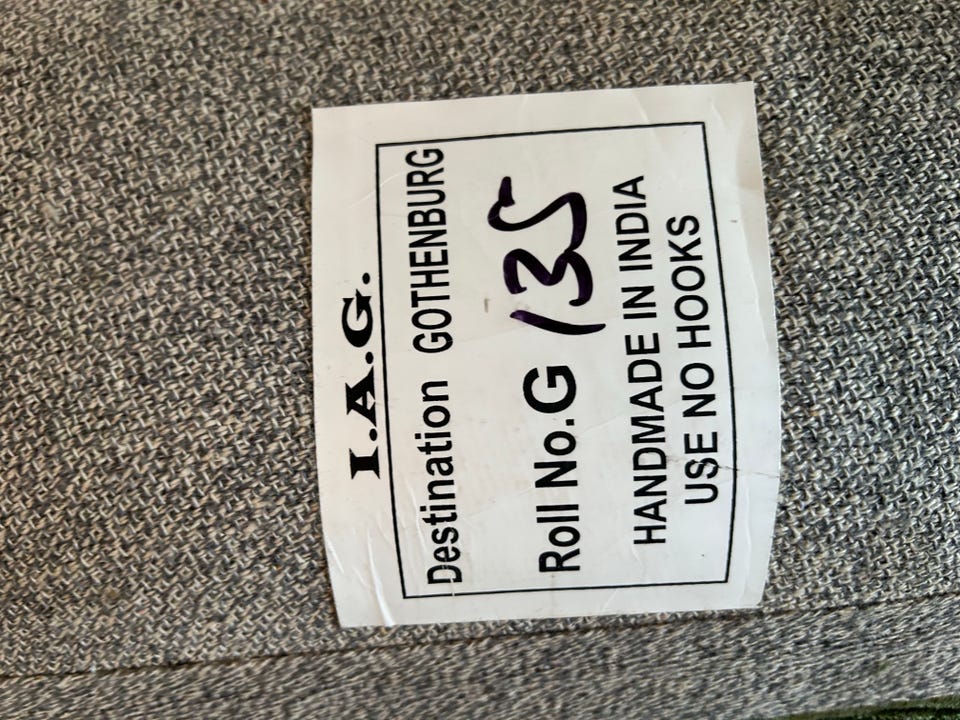 I.A.G.
Destination GOTHENBURG
Roll No.G 135
HANDMADE IN INDIA
USE NO HOOKS